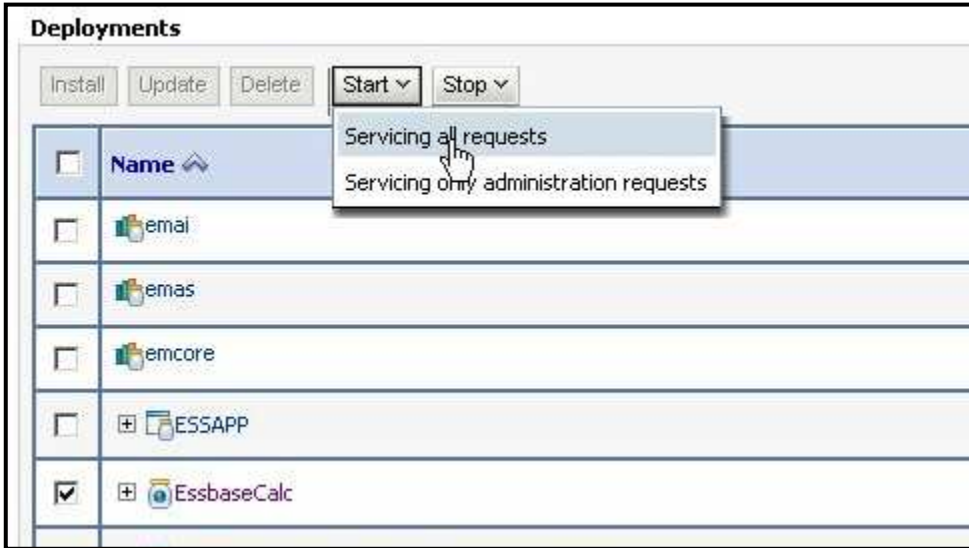 Deployments
Install Update Delete Start Stop
Servicing all requests
Servicing only administration requests
Name
emai
emas
emcore
ESSAPP
EssbaseCalc